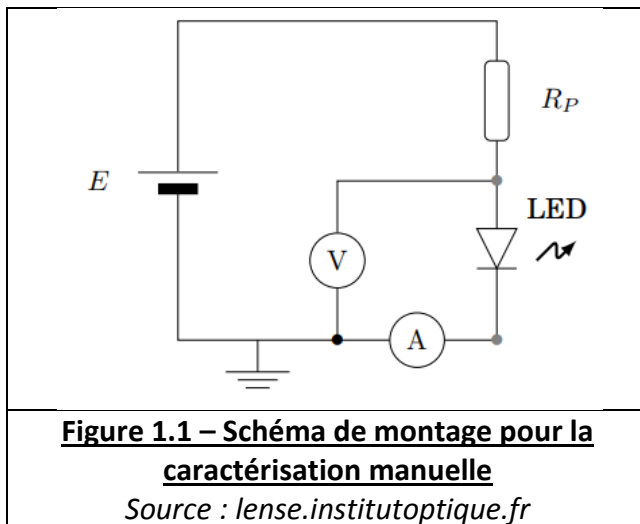 R_P
E
LED
V
A
Figure 1.1 – Schéma de montage pour la
caractérisation manuelle
Source : lense.institutoptique.fr